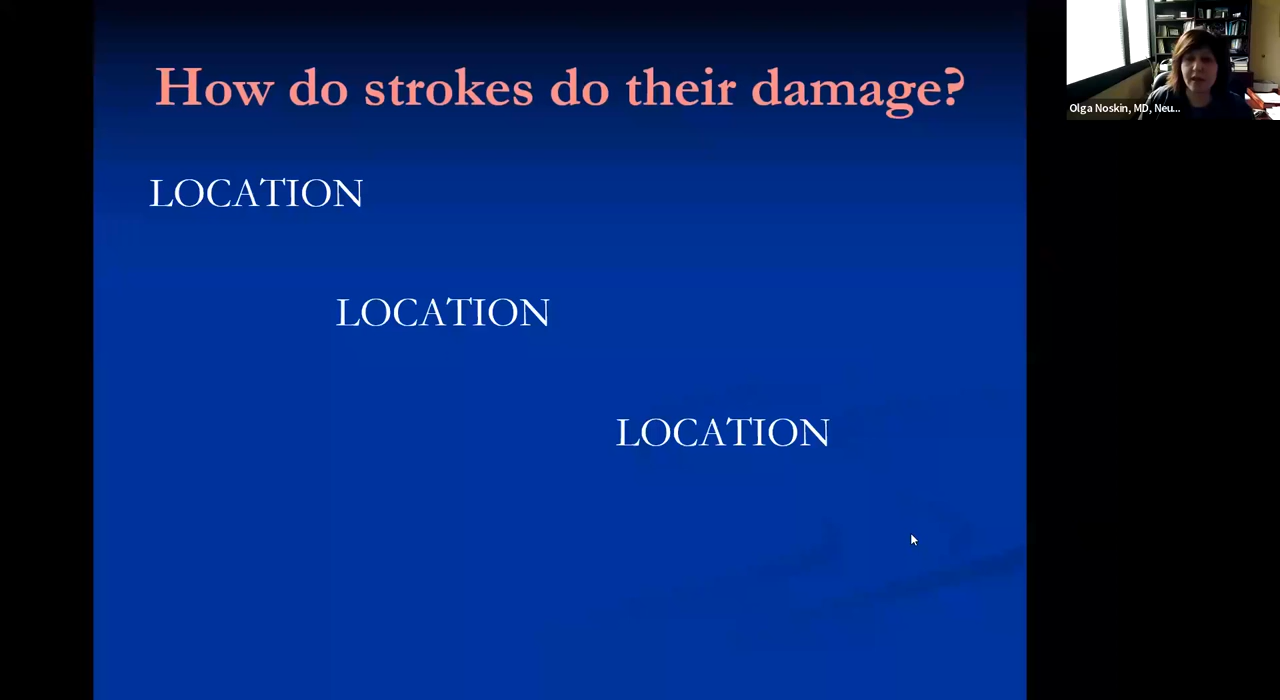 How do strokes do their damage?
Olga Noskin, MD, Neu...
LOCATION
LOCATION
LOCATION